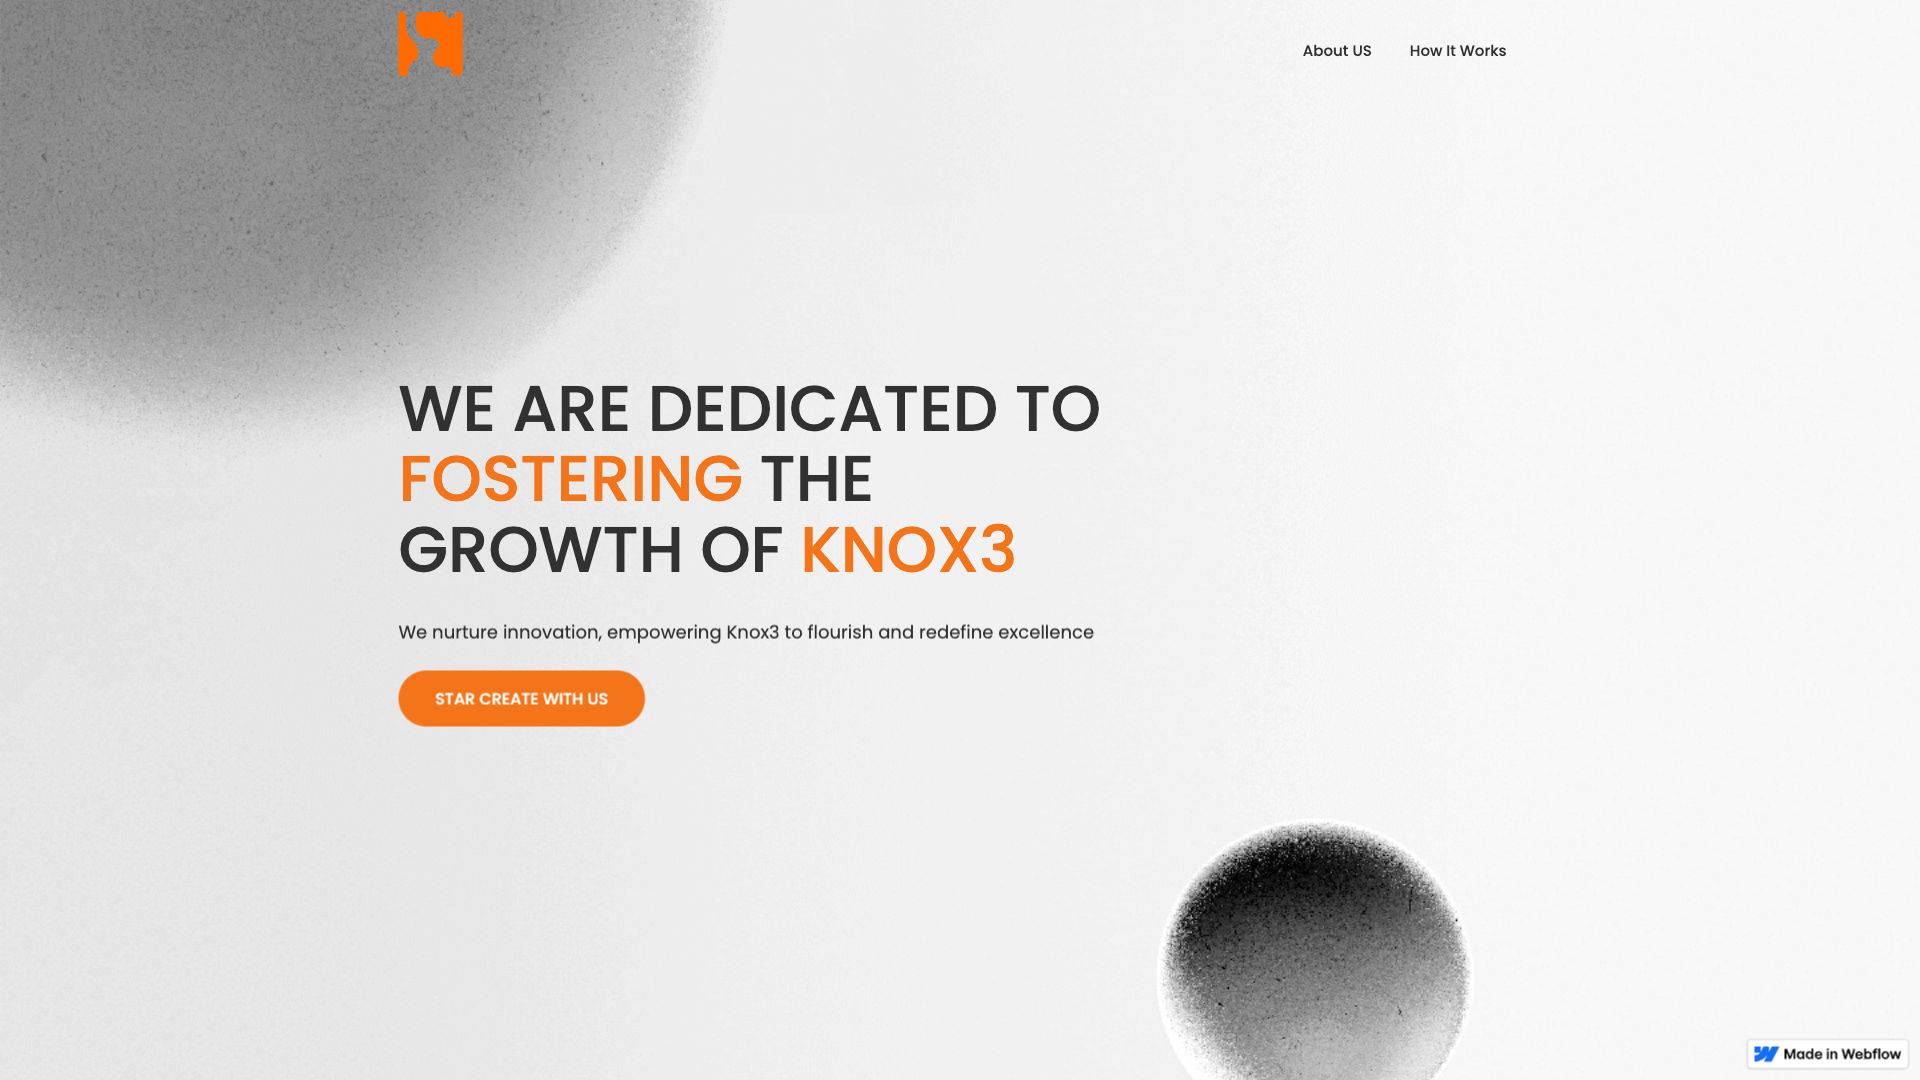 About US
How It Works
WE ARE DEDICATED TO
FOSTERING THE
GROWTH OF KNOX3
We nurture innovation, empowering Knox3 to flourish and redefine excellence
STAR CREATE WITH US
Made in Webflow